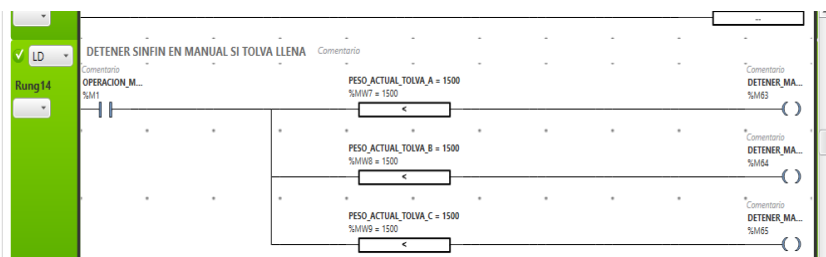 --
LD
DETENER SINFIN EN MANUAL SI TOLVA LLENA Comentario
Rung14
Comentario
OPERACION_M...
%M1
PESO_ACTUAL_TOLVA_A = 1500
%MW7 = 1500
<
Comentario
DETENER_MA...
%M63
PESO_ACTUAL_TOLVA_B = 1500
%MW8 = 1500
<
Comentario
DETENER_MA...
%M64
PESO_ACTUAL_TOLVA_C = 1500
%MW9 = 1500
<
Comentario
DETENER_MA...
%M65